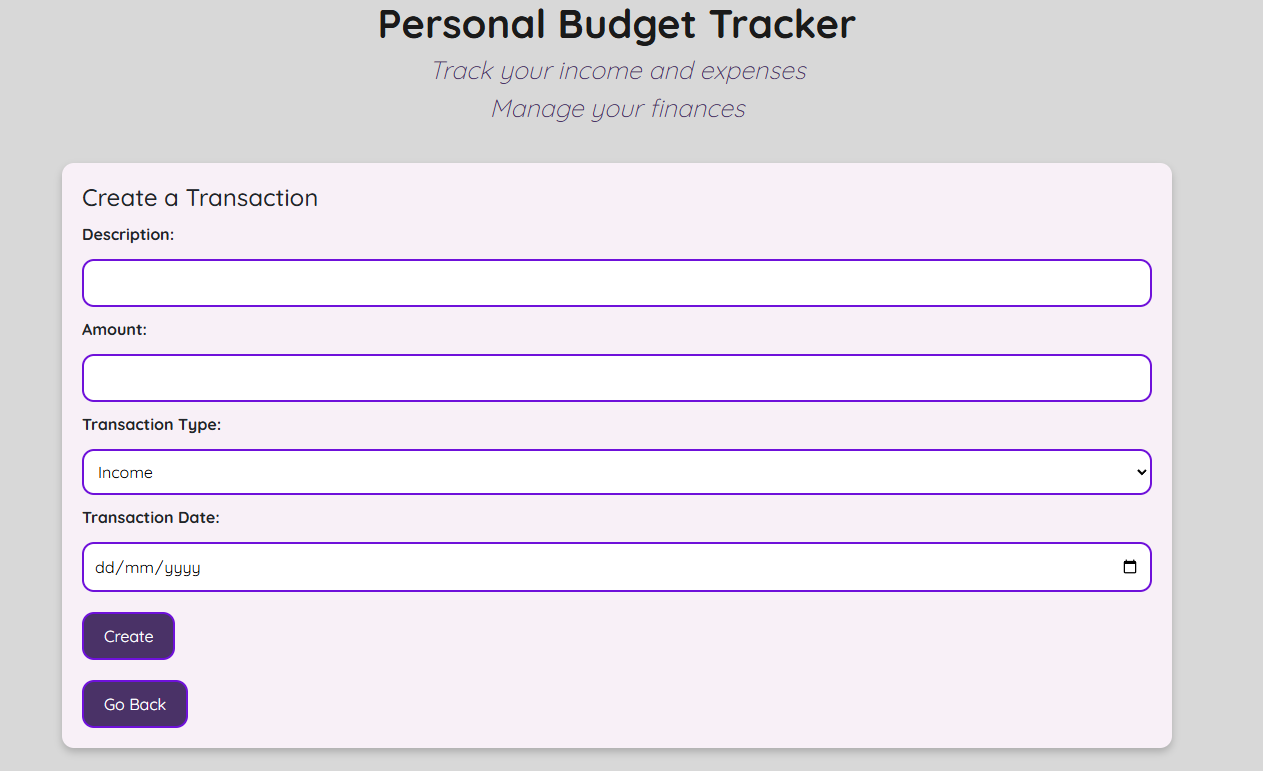 Personal Budget Tracker
Track your income and expenses
Manage your finances
Create a Transaction
Description:
Amount:
Transaction Type:
Income
Transaction Date:
dd/mm/yyyy
Create
Go Back